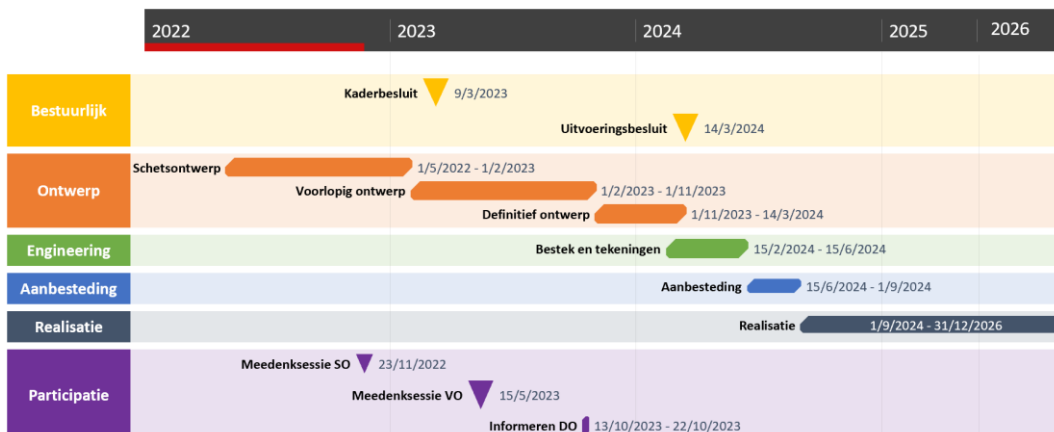 2022 2023 2024 2025 2026
Bestuurlijk
Kaderbesluit 9/3/2023
Uitvoeringsbesluit 14/3/2024
Ontwerp
Schetsontwerp 1/5/2022 - 1/2/2023
Voorlopig ontwerp 1/2/2023 - 1/11/2023
Definitief ontwerp 1/11/2023 - 14/3/2024
Engineering
Bestek en tekeningen 15/2/2024 - 15/6/2024
Aanbesteding
Aanbesteding 15/6/2024 - 1/9/2024
Realisatie
Realisatie 1/9/2024 - 31/12/2026
Participatie
Meedenksessie SO 23/11/2022
Meedenksessie VO 15/5/2023
Informeren DO 13/10/2023 - 22/10/2023